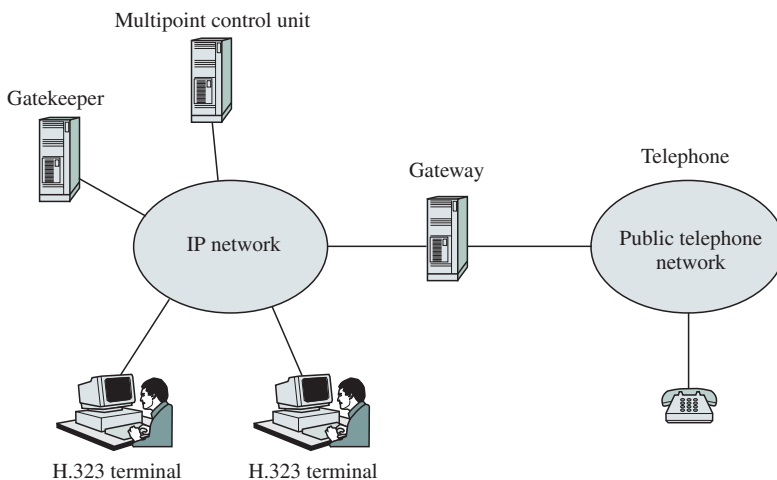 Multipoint control unit
Gatekeeper
Gateway
Telephone
IP network
Public telephone
network
H.323 terminal
H.323 terminal